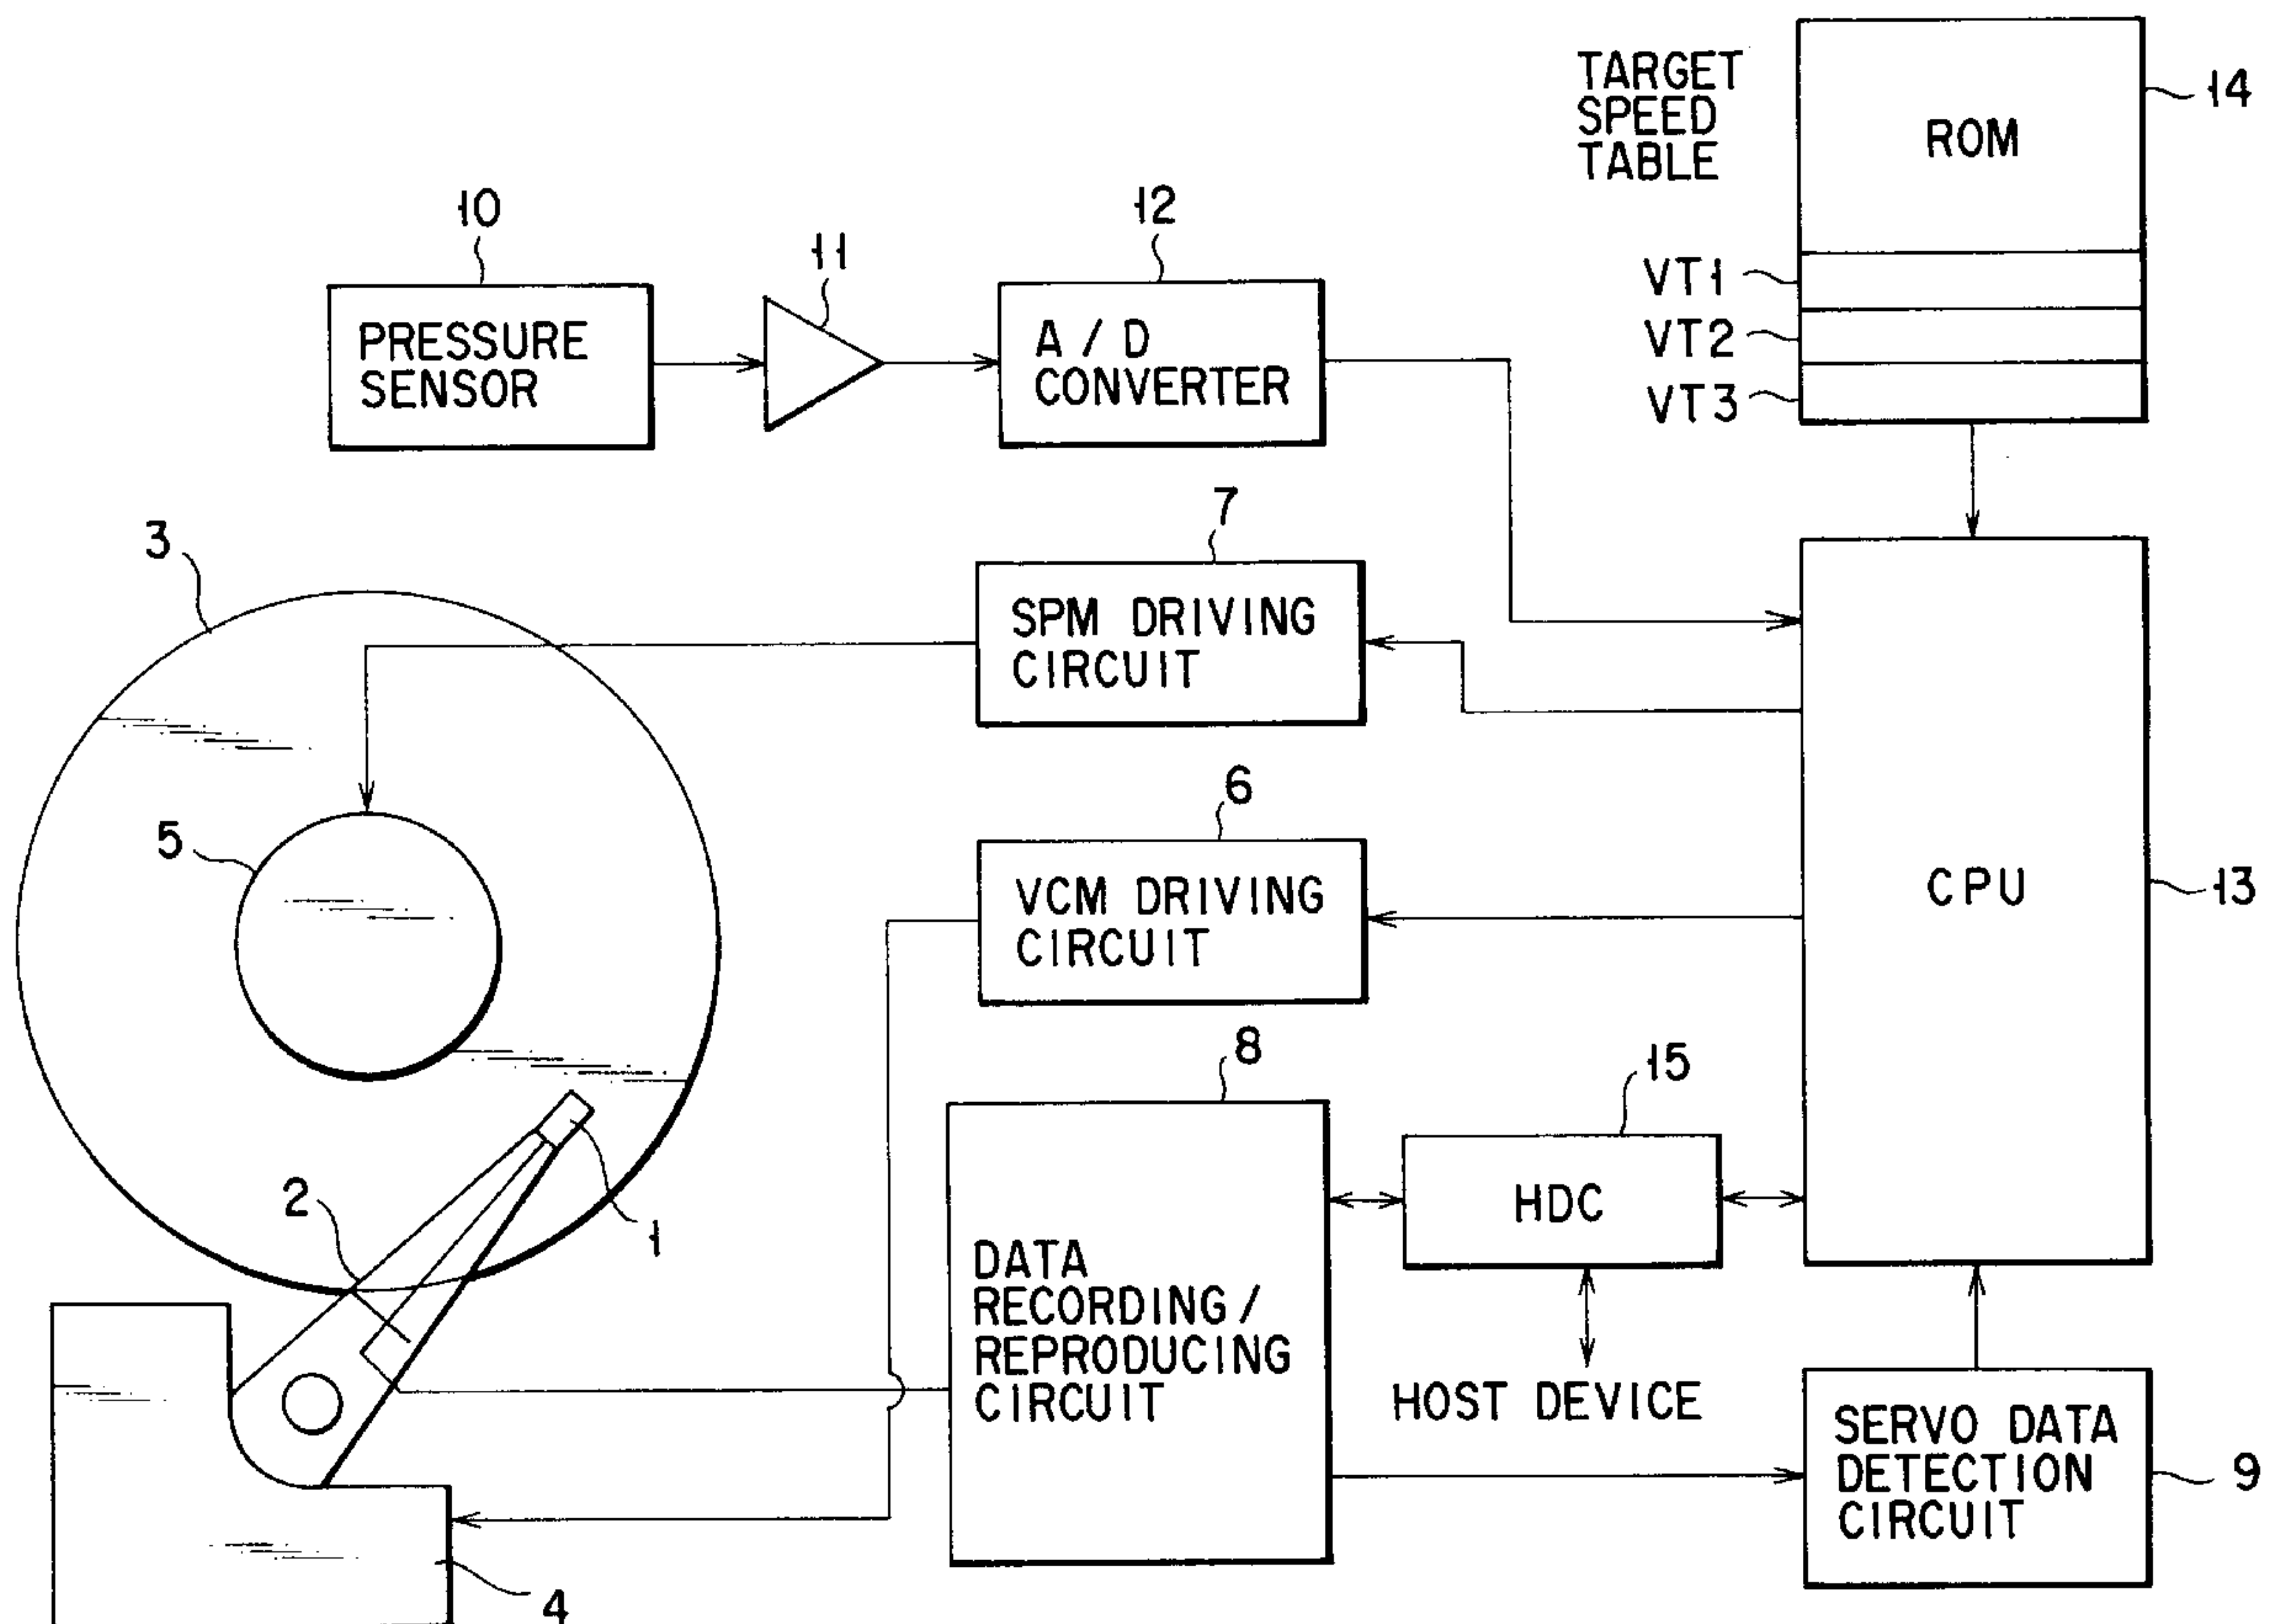 TARGET
SPEED
TABLE
ROM
14
VT1
VT2
VT3
10
11
12
PRESSURE
SENSOR
A / D
CONVERTER
7
SPM DRIVING
CIRCUIT
3
5
6
VCM DRIVING
CIRCUIT
CPU
13
8
15
HDC
2
1
DATA
RECORDING /
REPRODUCING
CIRCUIT
HOST DEVICE
SERVO DATA
DETECTION
CIRCUIT
9
4